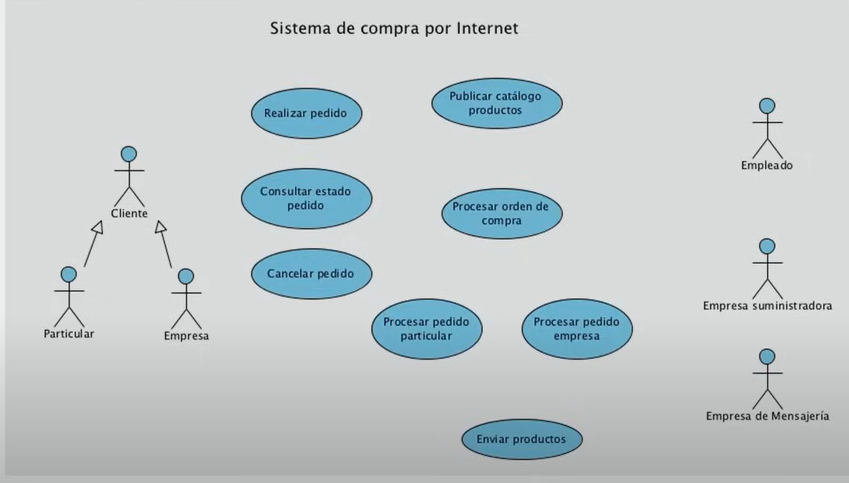 Sistema de compra por Internet
Realizar pedido
Publicar catálogo
productos
Empleado
Consultar estado
pedido
Cliente
Procesar orden de
compra
Cancelar pedido
Empresa suministradora
Particular
Empresa
Procesar pedido
particular
Procesar pedido
empresa
Empresa de Mensajería
Enviar productos